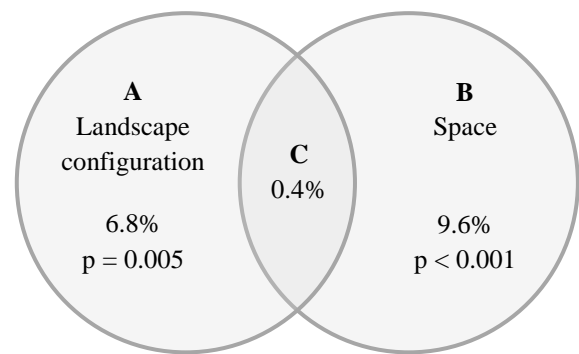 A
Landscape
configuration
6.8%
p = 0.005
C
0.4%
B
Space
9.6%
p < 0.001